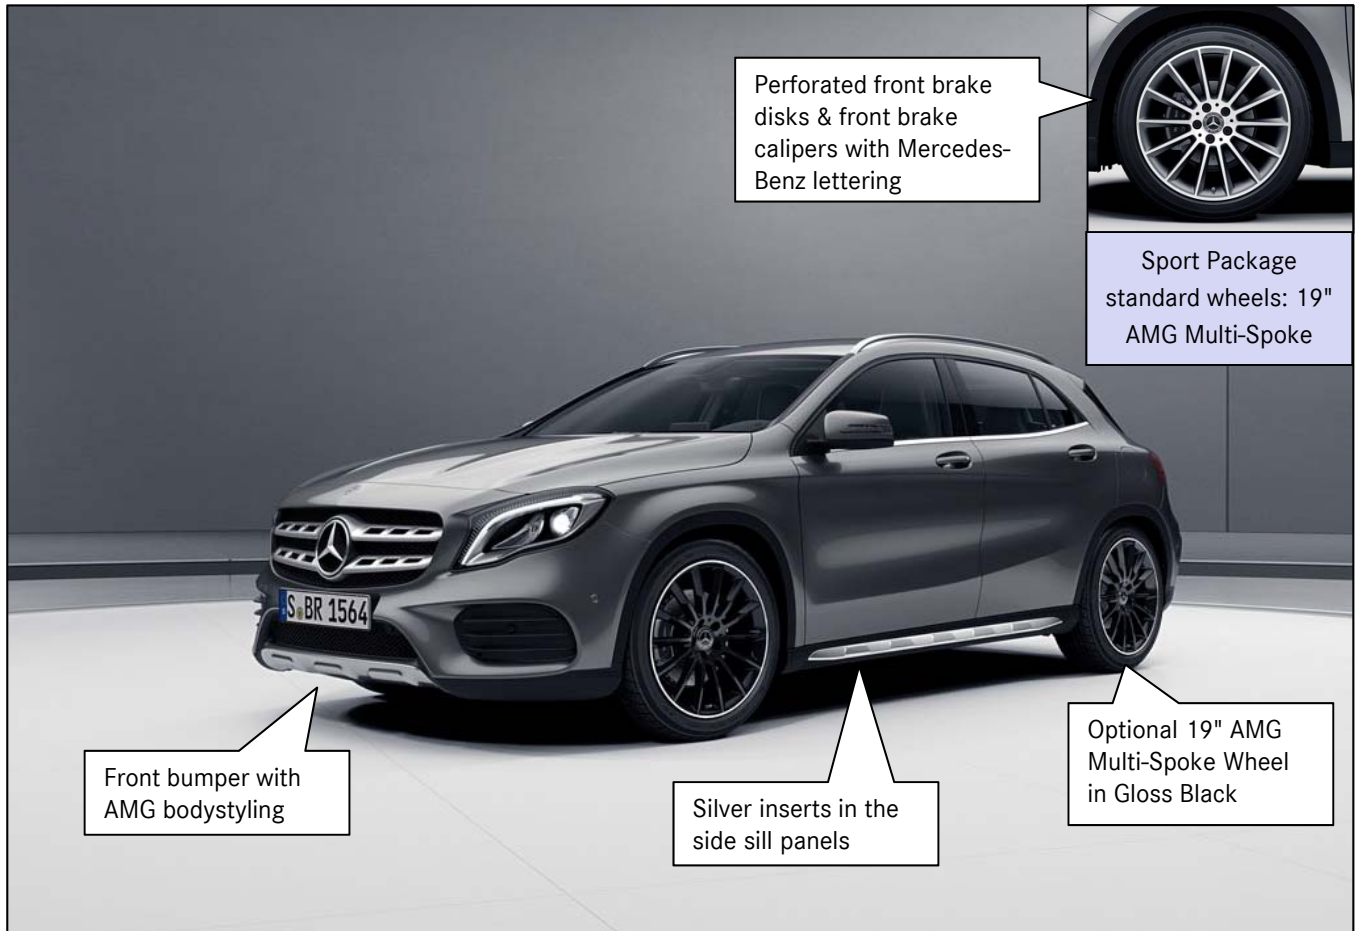 Perforated front brake
disks & front brake
calipers with Mercedes-
Benz lettering
Sport Package
standard wheels: 19"
AMG Multi-Spoke
S BR 1564
Front bumper with
AMG bodystyling
Silver inserts in the
side sill panels
Optional 19" AMG
Multi-Spoke Wheel
in Gloss Black